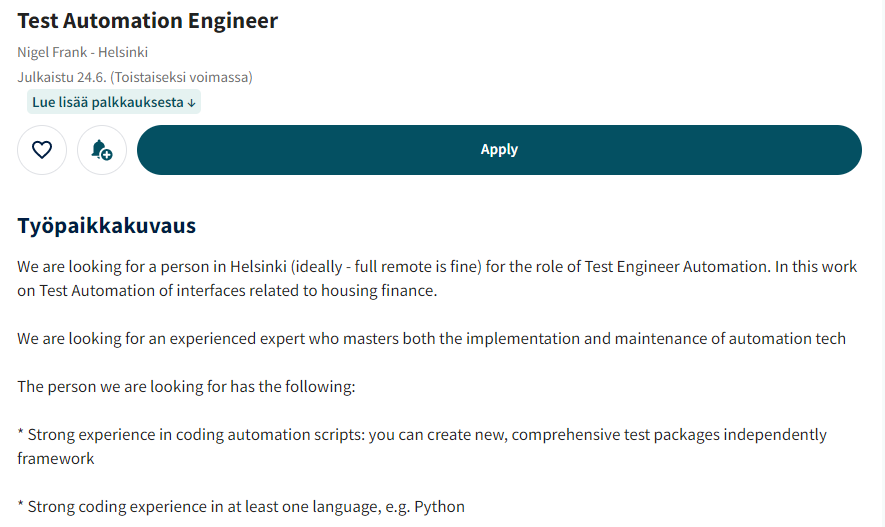 Test Automation Engineer
Nigel Frank - Helsinki
Julkaistu 24.6. (Toistaiseksi voimassa)
Lue lisää palkkauksesta ↓
Apply
Työpaikkakuvaus
We are looking for a person in Helsinki (ideally - full remote is fine) for the role of Test Engineer Automation. In this work
on Test Automation of interfaces related to housing finance.
We are looking for an experienced expert who masters both the implementation and maintenance of automation tech
The person we are looking for has the following:
* Strong experience in coding automation scripts: you can create new, comprehensive test packages independently
framework
* Strong coding experience in at least one language, e.g. Python